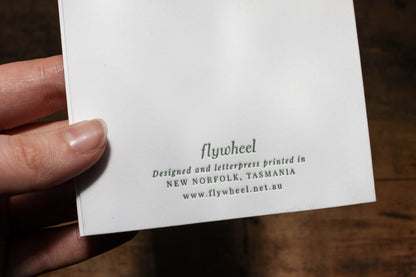 flywheel
Designed and letterpress printed in
NEW NORFOLK, TASMANIA
www.flywheel.net.au